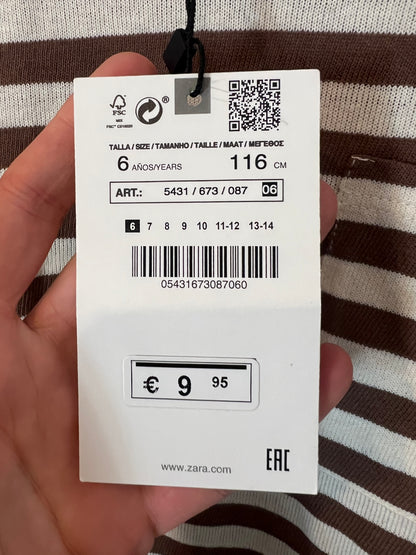 FSC
MIX
®
TALLA / SIZE / TAMANHO / TAILLE / MAAT / ΜΕΓΕΘΟΣ
6 AÑOS/YEARS 116 CM
ART.: 5431 / 673 / 087 06
6 7 8 9 10 11-12 13-14
05431673087060
€ 9 95
www.zara.com
EAC